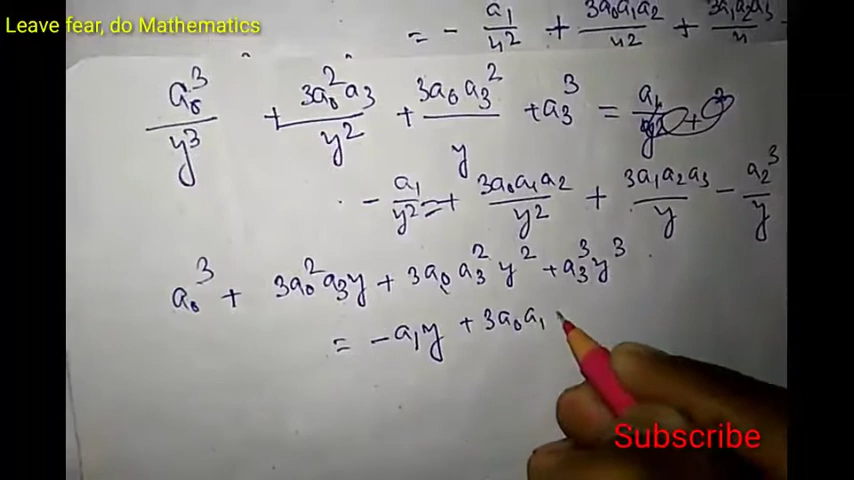 Leave fear, do Mathematics
= - a₁/y² + 3a₀a₁a₂/y² + 3a₁a₂a₃/y -
a₀³/y³ + 3a₀²a₃/y² + 3a₀a₃²/y + a₃³ = a₁
- a₁/y² = + 3a₀a₁a₂/y² + 3a₁a₂a₃/y - a₂³/y
a₀³ + 3a₀²a₃y + 3a₀a₃²y² + a₃³y³
= -a₁y + 3a₀a₁
Subscribe